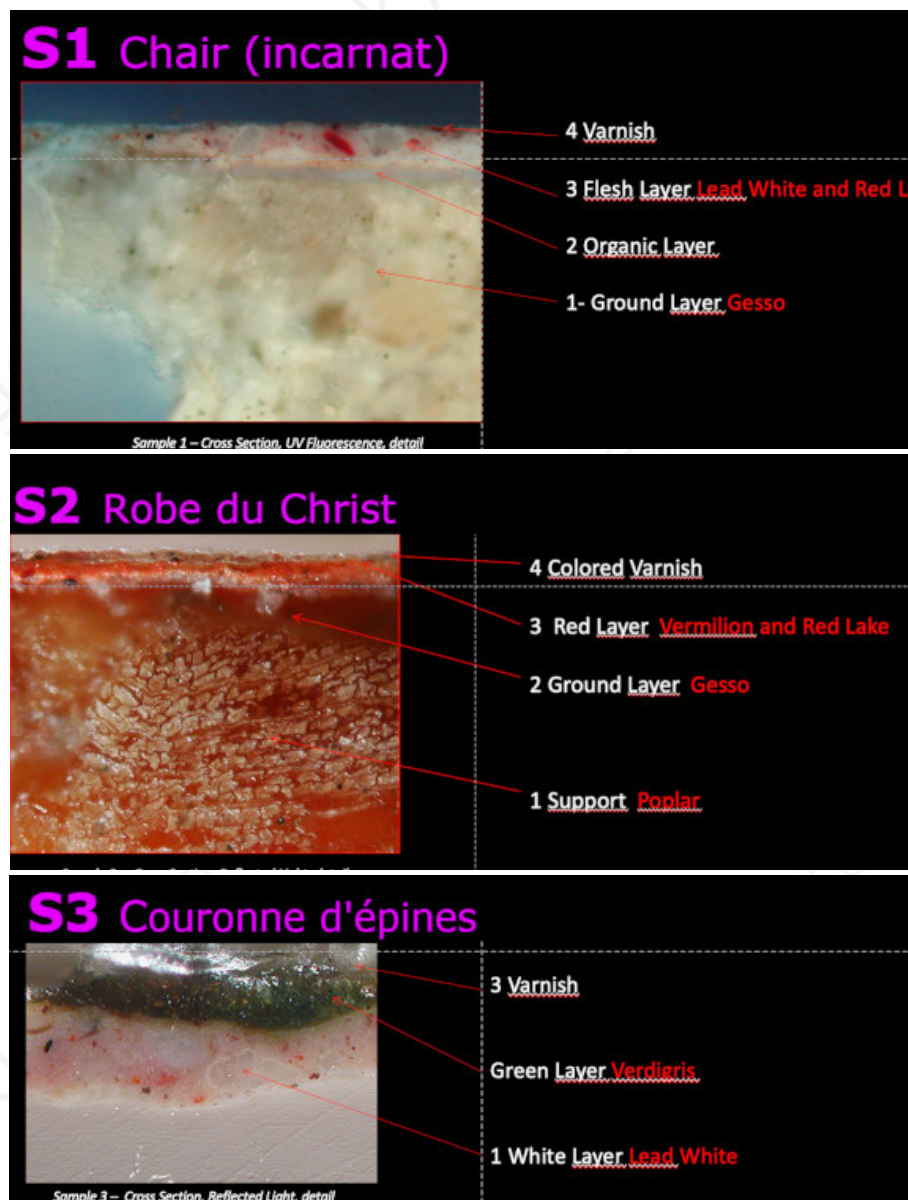 S1 Chair (incarnat)
4 Varnish
3 Flesh Layer Lead White and Red L
2 Organic Layer
1- Ground Layer Gesso
Sample 1 – Cross Section, UV Fluorescence, detail
S2 Robe du Christ
4 Colored Varnish
3 Red Layer Vermilion and Red Lake
2 Ground Layer Gesso
1 Support Poplar
S3 Couronne d'épines
3 Varnish
Green Layer Verdigris
1 White Layer Lead White
Sample 3 – Cross Section, Reflected Light, detail